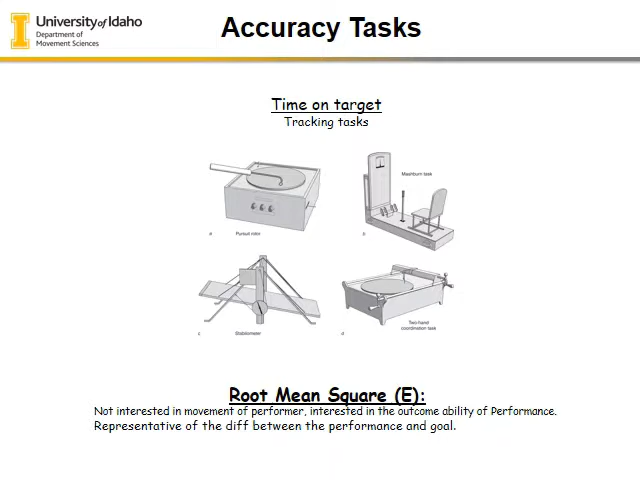 University of Idaho
Department of
Movement Sciences
Accuracy Tasks
Time on target
Tracking tasks
Mashburn task
a Pursuit rotor
b
c Stabilometer
d Two-hand
coordination task
Root Mean Square (E):
Not interested in movement of performer, interested in the outcome ability of Performance.
Representative of the diff between the performance and goal.